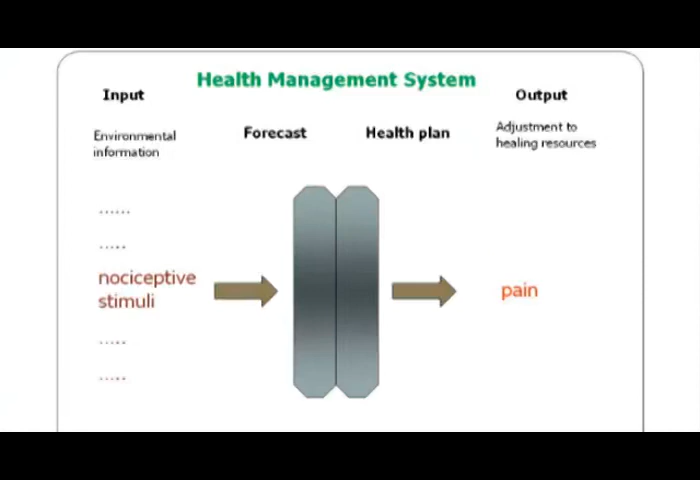 Health Management System
Input
Output
Environmental
information
Forecast
Health plan
Adjustment to
healing resources
......
.....
nociceptive
stimuli
pain
.....
.....